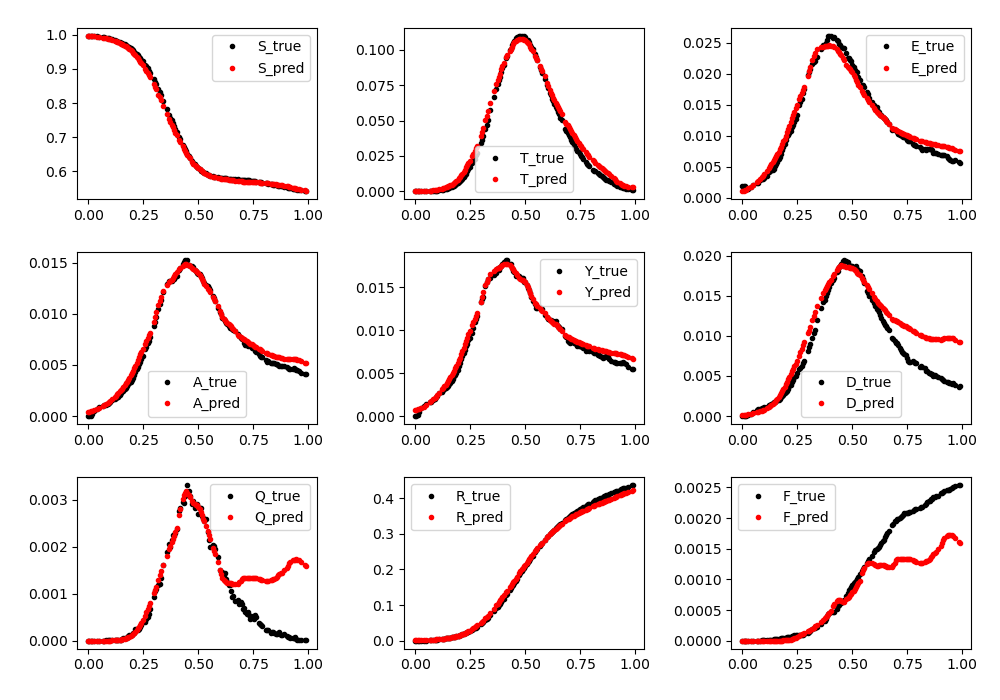 1.0
0.9
0.8
0.7
0.6
0.00 0.25 0.50 0.75 1.00
S_true
S_pred
0.100
0.075
0.050
0.025
0.000
0.00 0.25 0.50 0.75 1.00
T_true
T_pred
0.025
0.020
0.015
0.010
0.005
0.000
0.00 0.25 0.50 0.75 1.00
E_true
E_pred
0.015
0.010
0.005
0.000
0.00 0.25 0.50 0.75 1.00
A_true
A_pred
0.015
0.010
0.005
0.000
0.00 0.25 0.50 0.75 1.00
Y_true
Y_pred
0.020
0.015
0.010
0.005
0.000
0.00 0.25 0.50 0.75 1.00
D_true
D_pred
0.003
0.002
0.001
0.000
0.00 0.25 0.50 0.75 1.00
Q_true
Q_pred
0.4
0.3
0.2
0.1
0.0
0.00 0.25 0.50 0.75 1.00
R_true
R_pred
0.0025
0.0020
0.0015
0.0010
0.0005
0.0000
0.00 0.25 0.50 0.75 1.00
F_true
F_pred